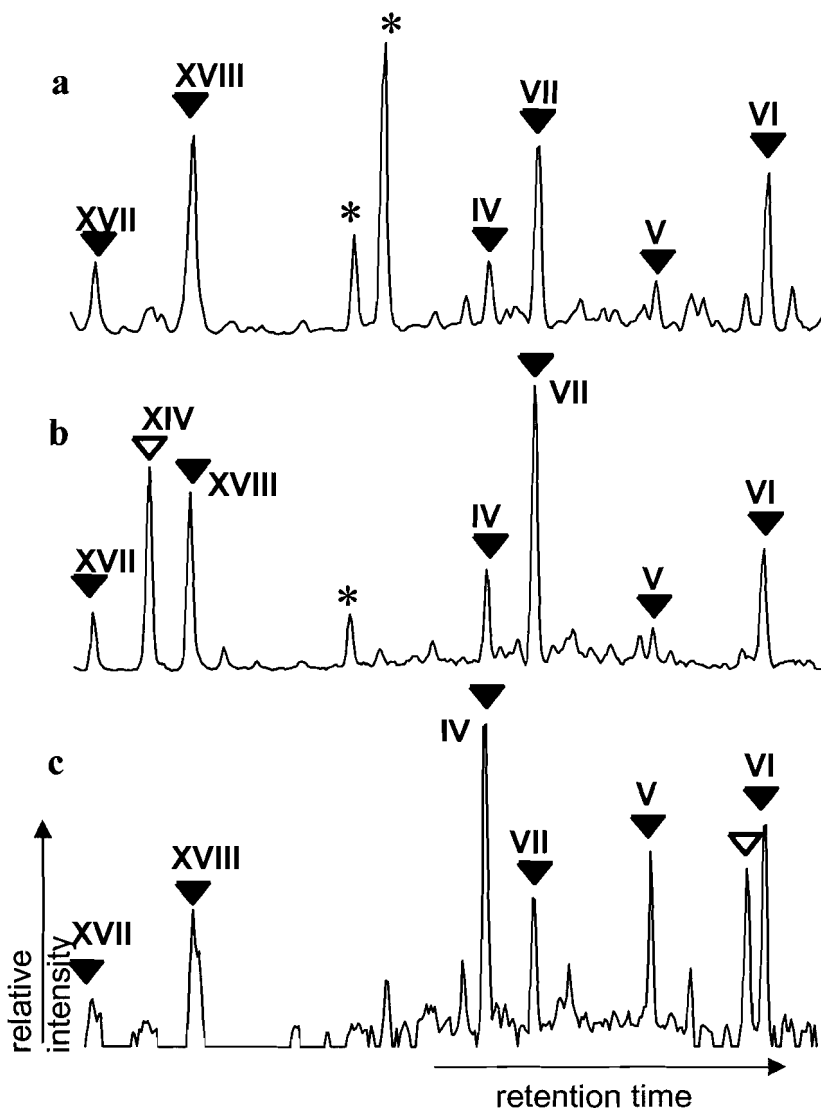 *
a
XVIII
VII
VI
XVII
*
IV
V
b
XIV
VII
XVIII
IV
VI
XVII
*
V
c
IV
XVIII
VII
V
VI
XVII
relative
intensity
retention time